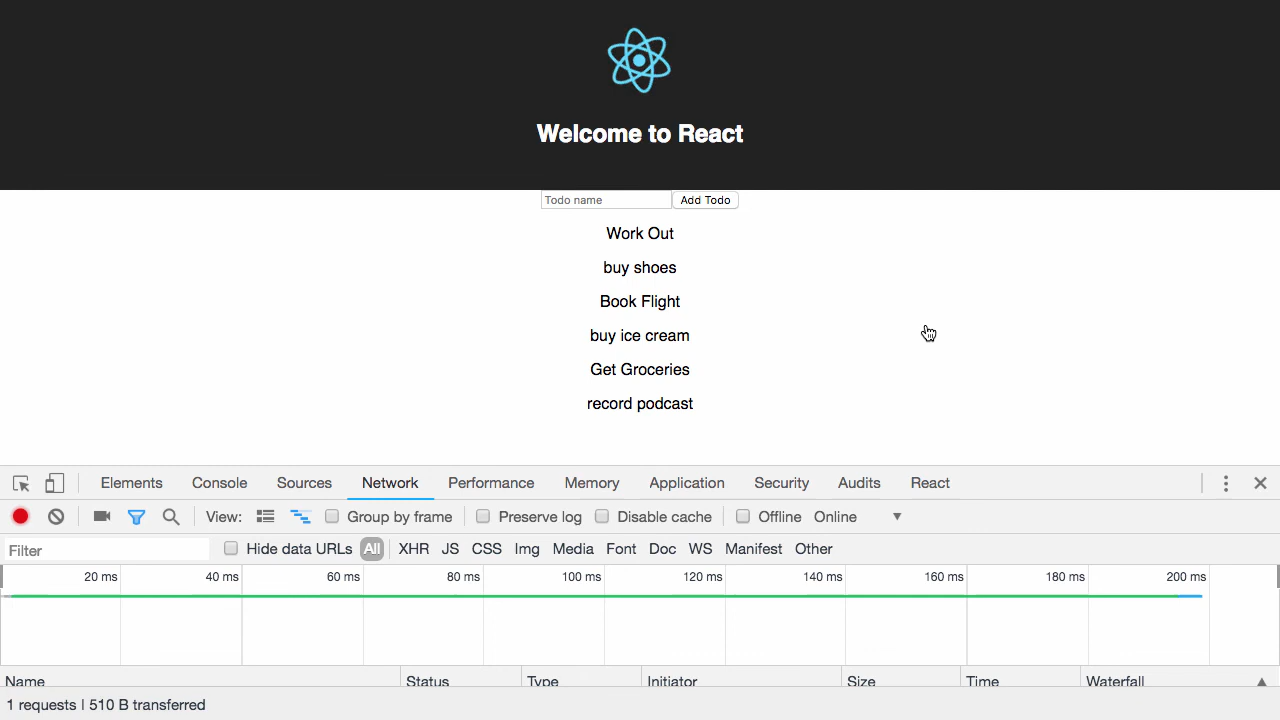 Welcome to React
Todo name Add Todo
Work Out
buy shoes
Book Flight
buy ice cream
Get Groceries
record podcast
Elements Console Sources Network Performance Memory Application Security Audits React
View: Group by frame Preserve log Disable cache Offline Online
Filter Hide data URLs All XHR JS CSS Img Media Font Doc WS Manifest Other
20 ms 40 ms 60 ms 80 ms 100 ms 120 ms 140 ms 160 ms 180 ms 200 ms
Name Status Type Initiator Size Time Waterfall
1 requests | 510 B transferred